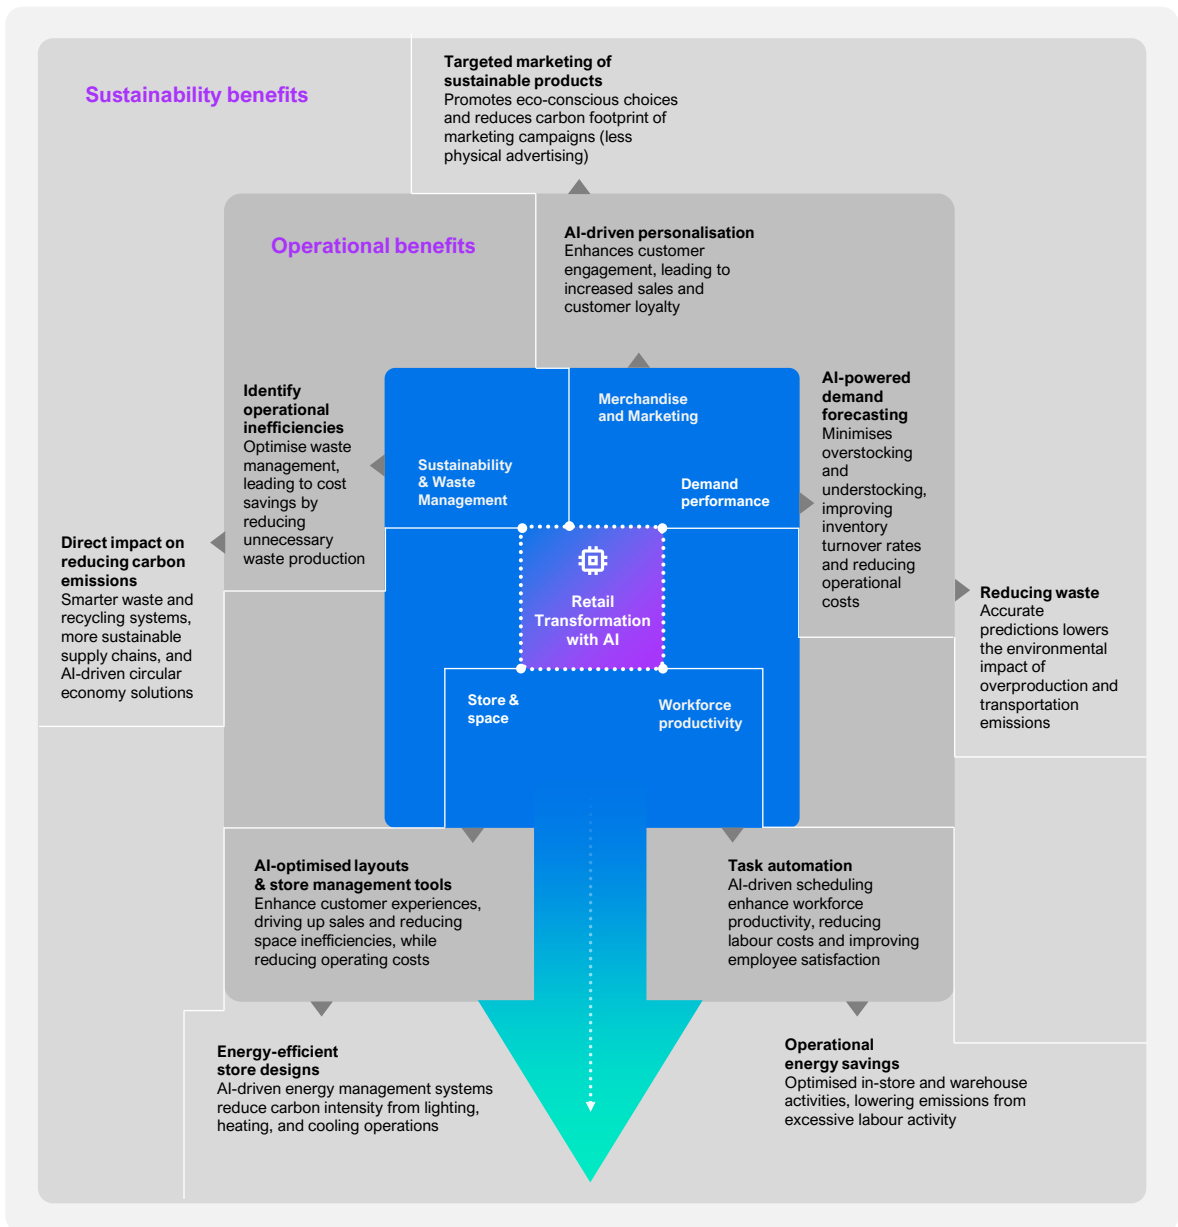 Sustainability benefits
Targeted marketing of
sustainable products
Promotes eco-conscious choices
and reduces carbon footprint of
marketing campaigns (less
physical advertising)
Operational benefits
AI-driven personalisation
Enhances customer
engagement, leading to
increased sales and
customer loyalty
Identify
operational
inefficiencies
Optimise waste
management,
leading to cost
savings by
reducing
unnecessary
waste production
Merchandise
and Marketing
Sustainability
& Waste
Management
Demand
performance
AI-powered
demand
forecasting
Minimises
overstocking
and
understocking,
improving
inventory
turnover rates
and reducing
operational
costs
Direct impact on
reducing carbon
emissions
Smarter waste and
recycling systems,
more sustainable
supply chains, and
AI-driven circular
economy solutions
Retail
Transformation
with AI
Reducing waste
Accurate
predictions lowers
the environmental
impact of
overproduction and
transportation
emissions
Store &
space
Workforce
productivity
AI-optimised layouts
& store management tools
Enhance customer experiences,
driving up sales and reducing
space inefficiencies, while
reducing operating costs
Task automation
AI-driven scheduling
enhance workforce
productivity, reducing
labour costs and improving
employee satisfaction
Energy-efficient
store designs
AI-driven energy management systems
reduce carbon intensity from lighting,
heating, and cooling operations
Operational
energy savings
Optimised in-store and warehouse
activities, lowering emissions from
excessive labour activity